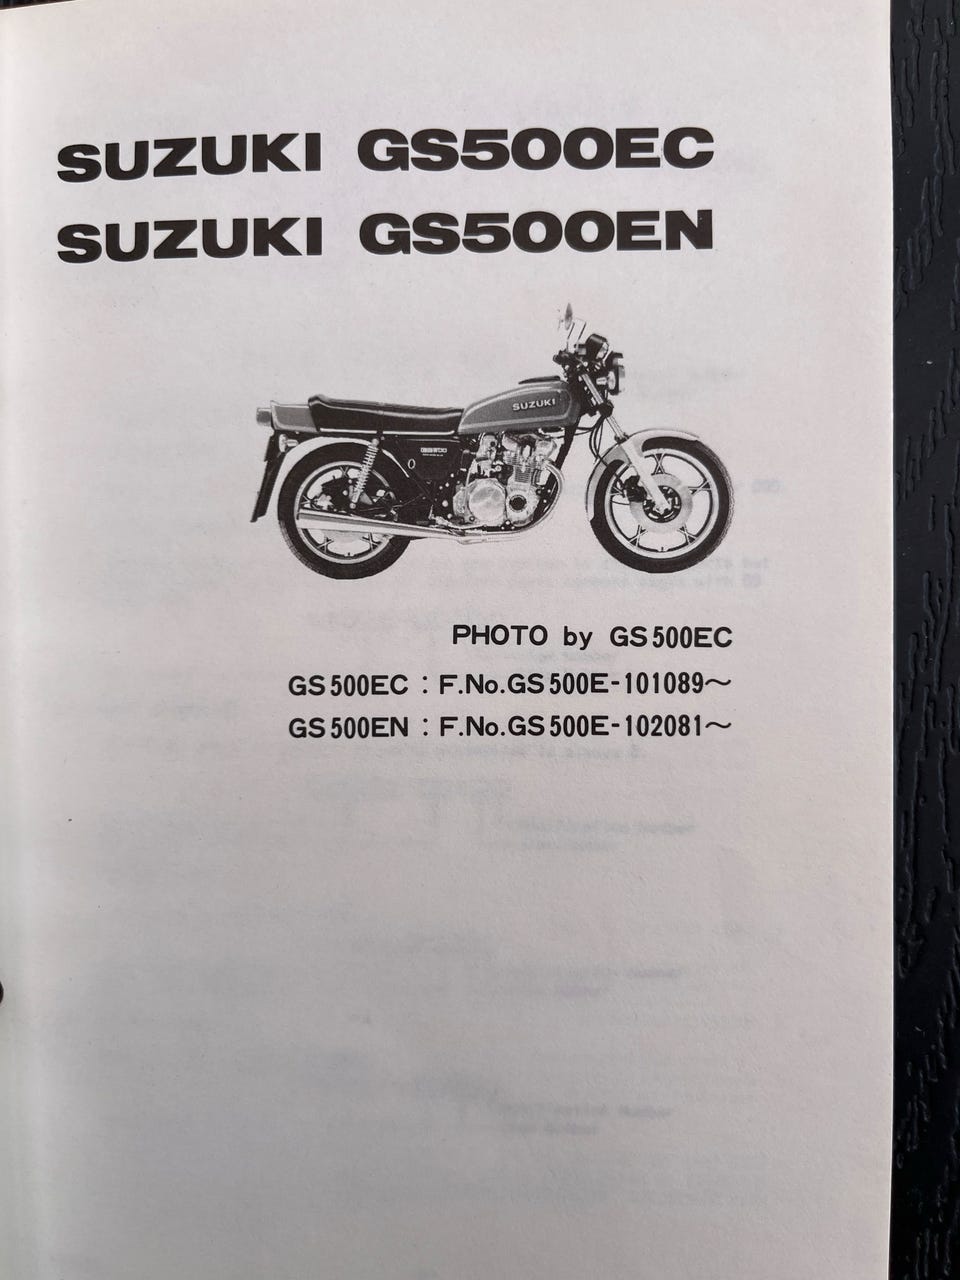 SUZUKI GS500EC
SUZUKI GS500EN
SUZUKI
PHOTO by GS500EC
GS500EC : F.No.GS500E-101089～
GS500EN : F.No.GS500E-102081～